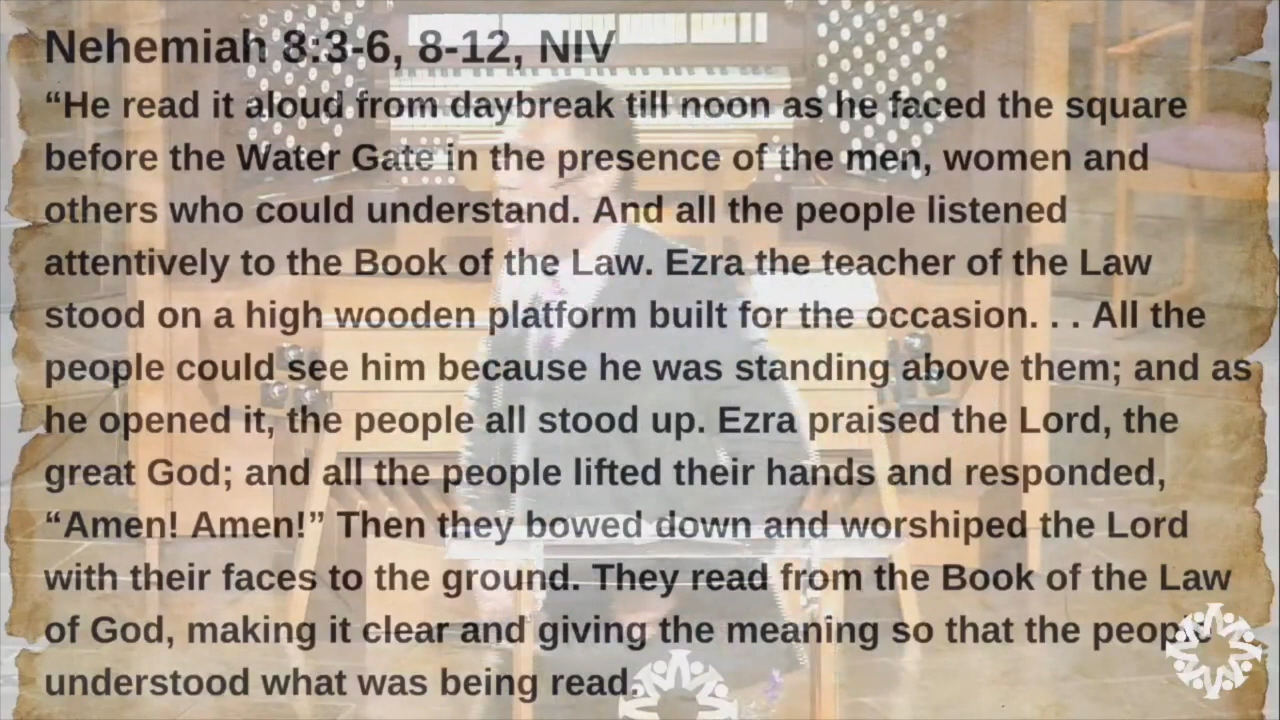 Nehemiah 8:3-6, 8-12, NIV
“He read it aloud from daybreak till noon as he faced the square
before the Water Gate in the presence of the men, women and
others who could understand. And all the people listened
attentively to the Book of the Law. Ezra the teacher of the Law
stood on a high wooden platform built for the occasion. . . All the
people could see him because he was standing above them; and as
he opened it, the people all stood up. Ezra praised the Lord, the
great God; and all the people lifted their hands and responded,
“Amen! Amen!” Then they bowed down and worshiped the Lord
with their faces to the ground. They read from the Book of the Law
of God, making it clear and giving the meaning so that the people
understood what was being read.